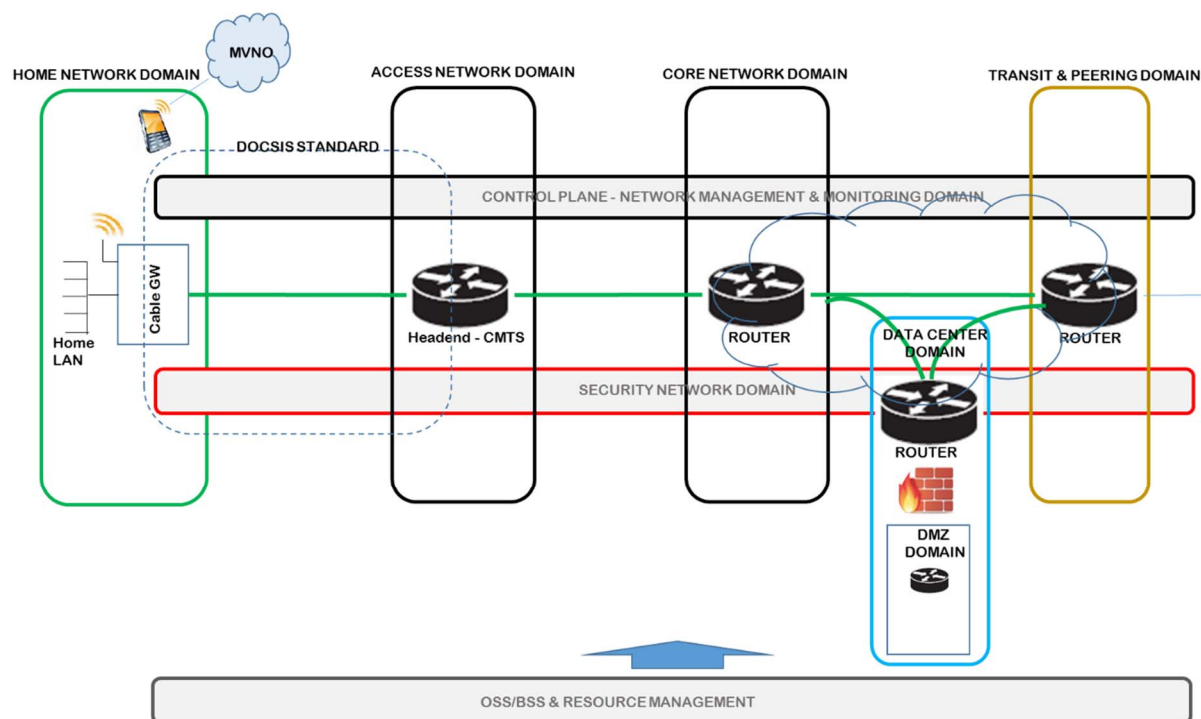 MVNO
HOME NETWORK DOMAIN
ACCESS NETWORK DOMAIN
CORE NETWORK DOMAIN
TRANSIT & PEERING DOMAIN
DOCSIS STANDARD
CONTROL PLANE - NETWORK MANAGEMENT & MONITORING DOMAIN
Cable GW
Home
LAN
Headend - CMTS
ROUTER
DATA CENTER
DOMAIN
ROUTER
SECURITY NETWORK DOMAIN
ROUTER
DMZ
DOMAIN
OSS/BSS & RESOURCE MANAGEMENT